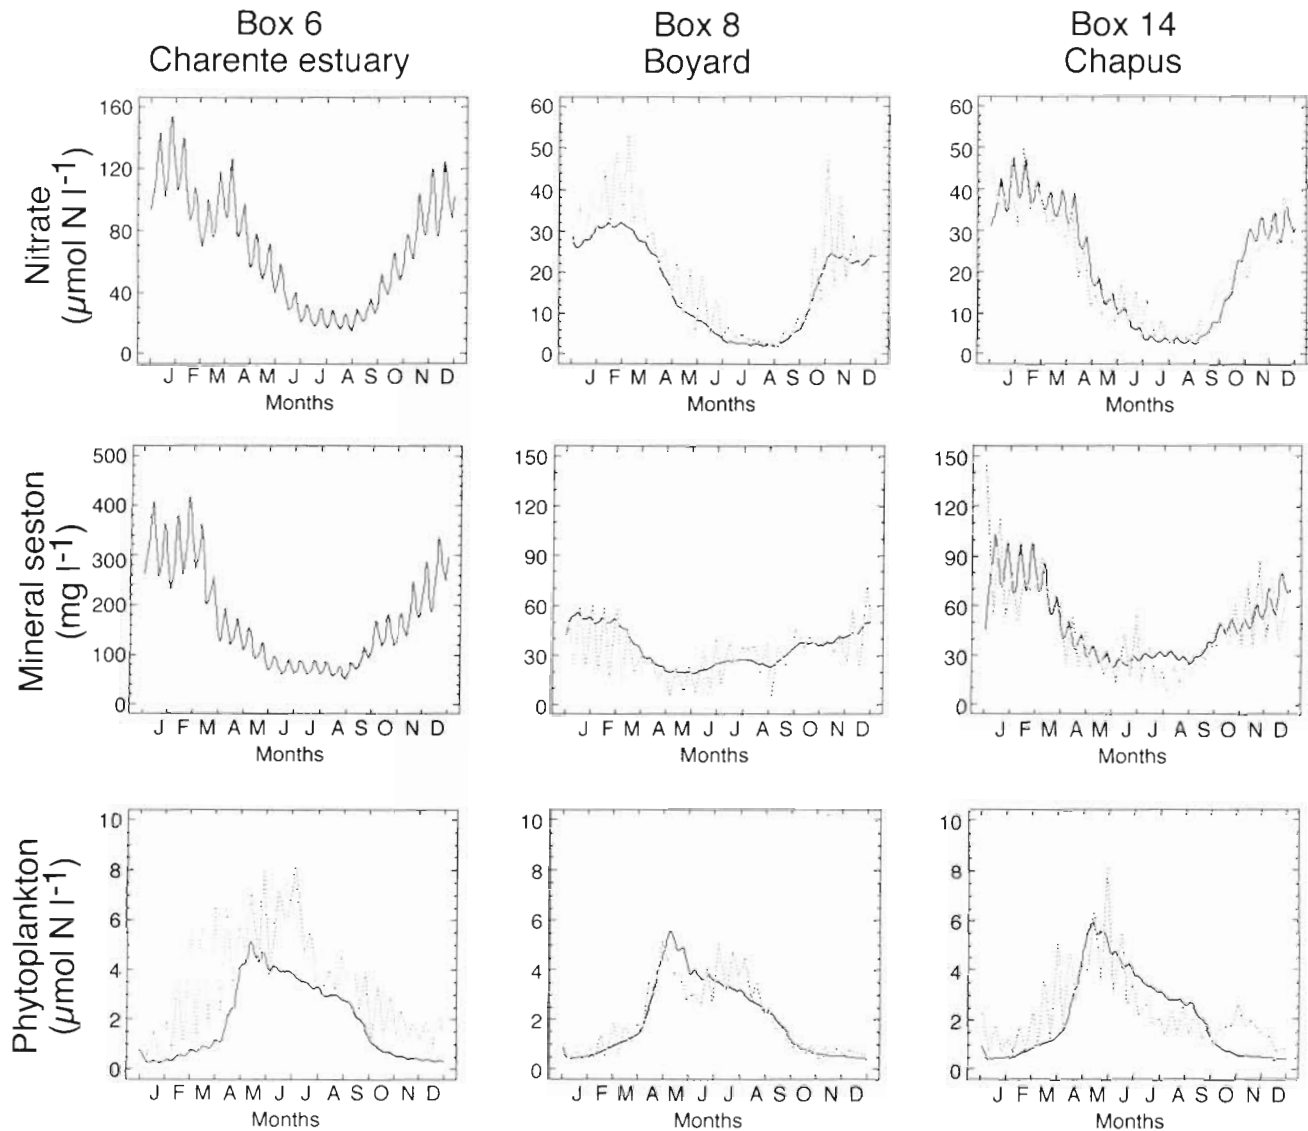 Box 6
Charente estuary
Box 8
Boyard
Box 14
Chapus
Nitrate
(µmol N l-1)
160
120
80
40
0
J F M A M J J A S O N D
Months
60
50
40
30
20
10
0
J F M A M J J A S O N D
Months
60
50
40
30
20
10
0
J F M A M J J A S O N D
Months
Mineral seston
(mg l-1)
500
400
300
200
100
0
J F M A M J J A S O N D
Months
150
120
90
60
30
0
J F M A M J J A S O N D
Months
150
120
90
60
30
0
J F M A M J J A S O N D
Months
Phytoplankton
(µmol N l-1)
10
8
6
4
2
0
J F M A M J J A S O N D
Months
10
8
6
4
2
0
J F M A M J J A S O N D
Months
10
8
6
4
2
0
J F M A M J J A S O N D
Months